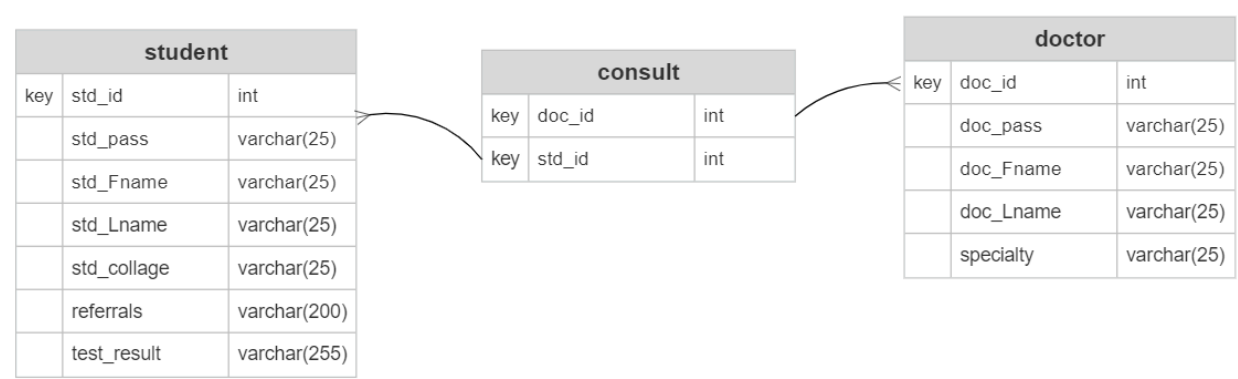 student
key std_id int
std_pass varchar(25)
std_Fname varchar(25)
std_Lname varchar(25)
std_collage varchar(25)
referrals varchar(200)
test_result varchar(255)
consult
key doc_id int
key std_id int
doctor
key doc_id int
doc_pass varchar(25)
doc_Fname varchar(25)
doc_Lname varchar(25)
specialty varchar(25)